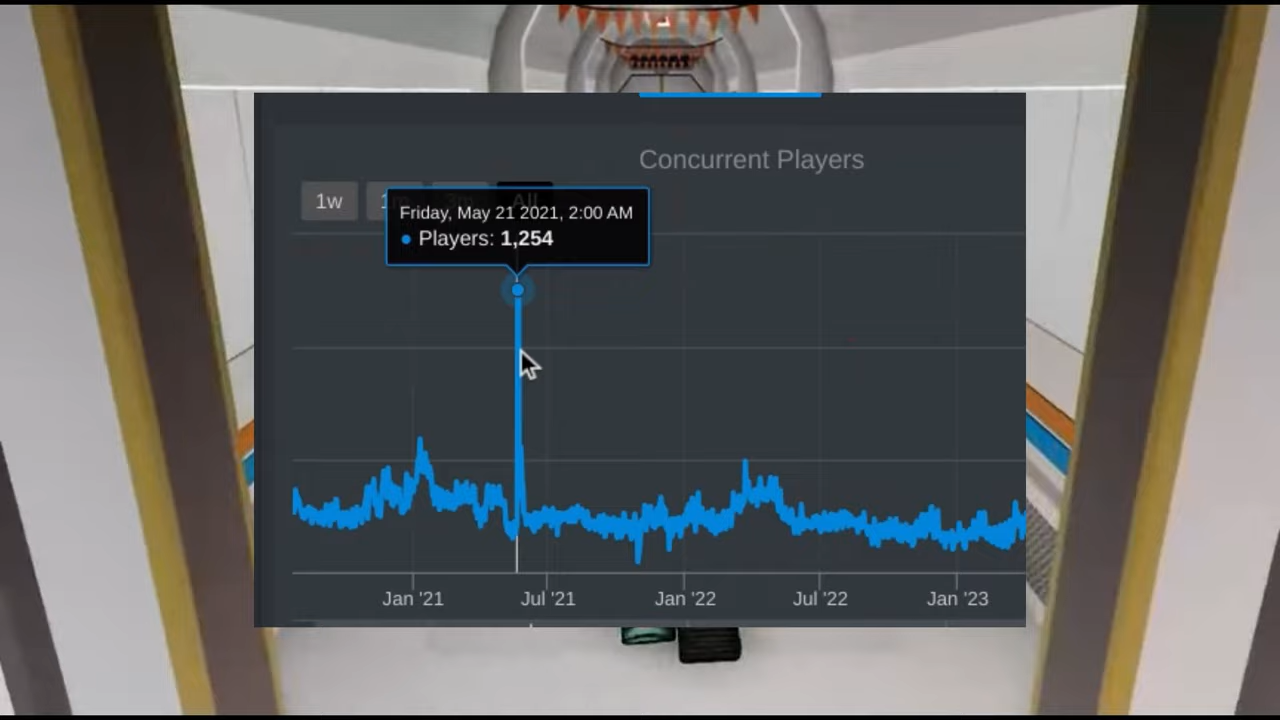 Concurrent Players
1w
All
Friday, May 21 2021, 2:00 AM
Players: 1,254
Jan '21
Jul '21
Jan '22
Jul '22
Jan '23